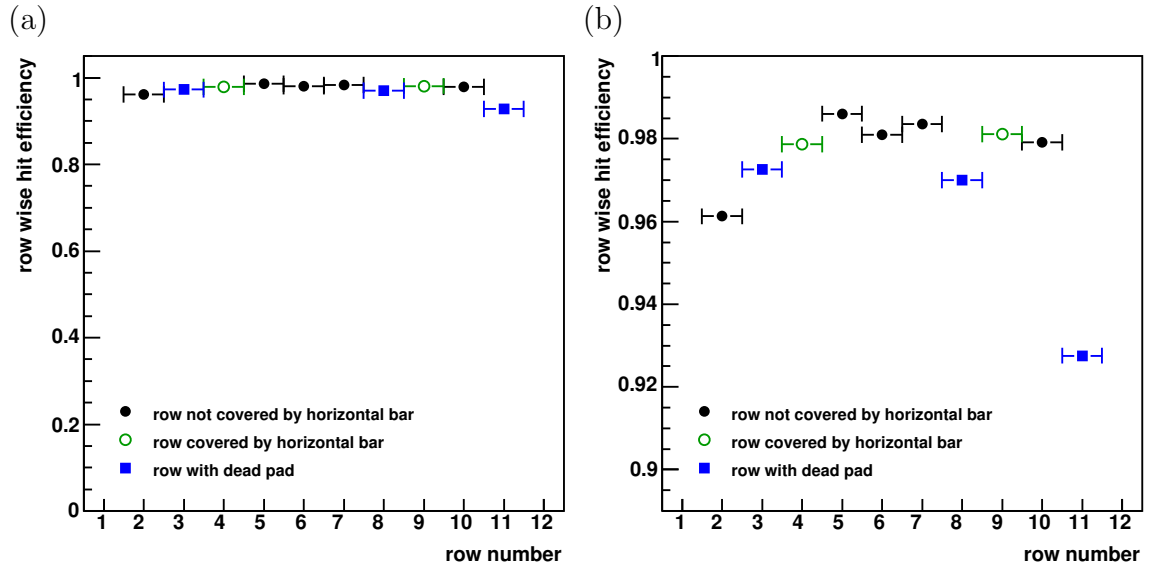 (a)
row wise hit efficiency
1
0.8
0.6
0.4
0.2
0
row not covered by horizontal bar
row covered by horizontal bar
row with dead pad
1 2 3 4 5 6 7 8 9 10 11 12
row number
(b)
row wise hit efficiency
1
0.98
0.96
0.94
0.92
0.9
row not covered by horizontal bar
row covered by horizontal bar
row with dead pad
1 2 3 4 5 6 7 8 9 10 11 12
row number